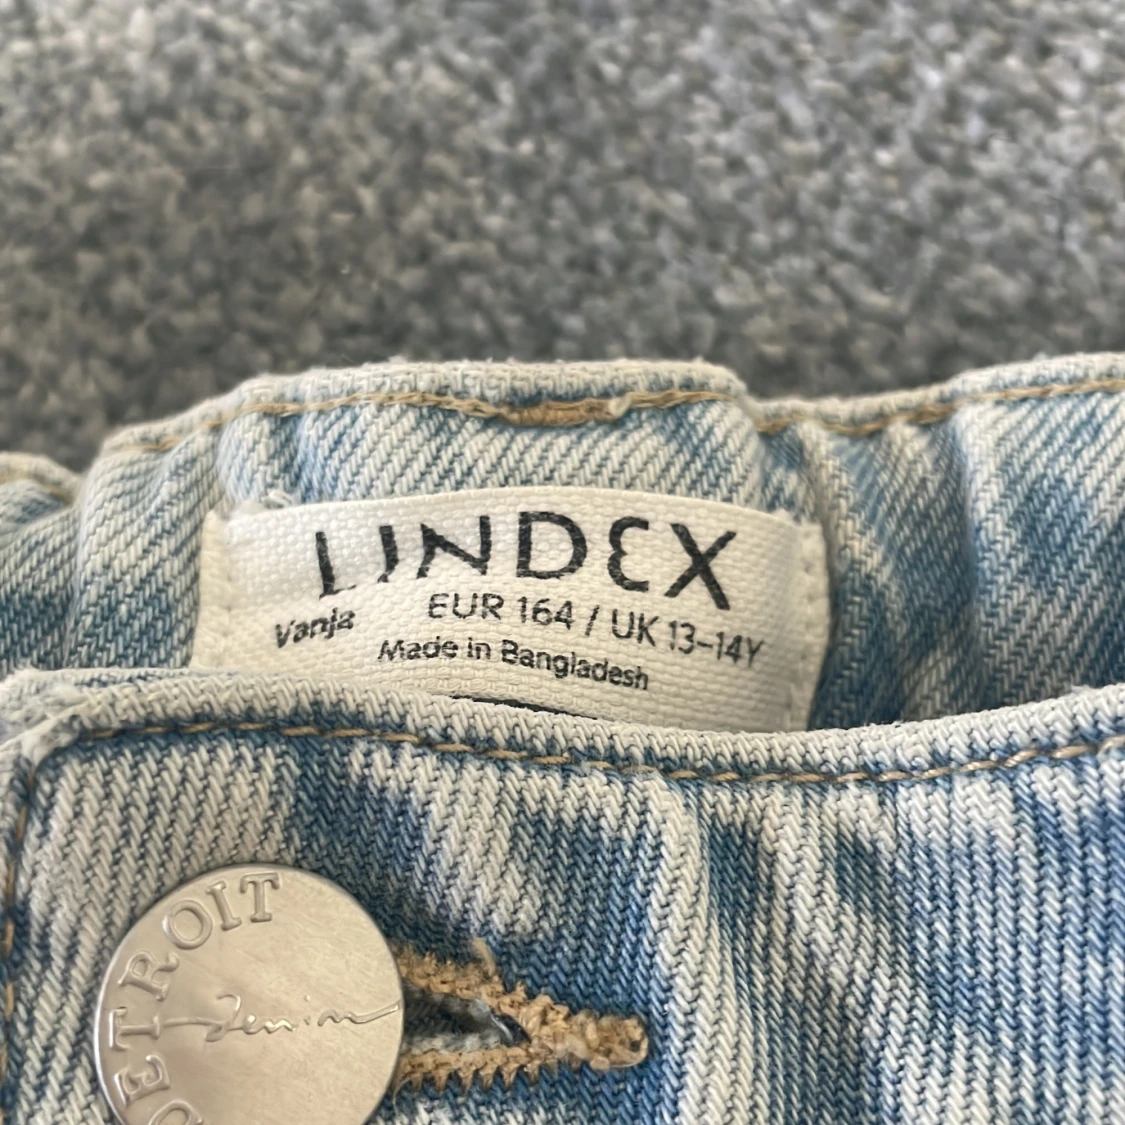 LINDEX
Vanja EUR 164 / UK 13-14Y
Made in Bangladesh
DETROIT
Denim